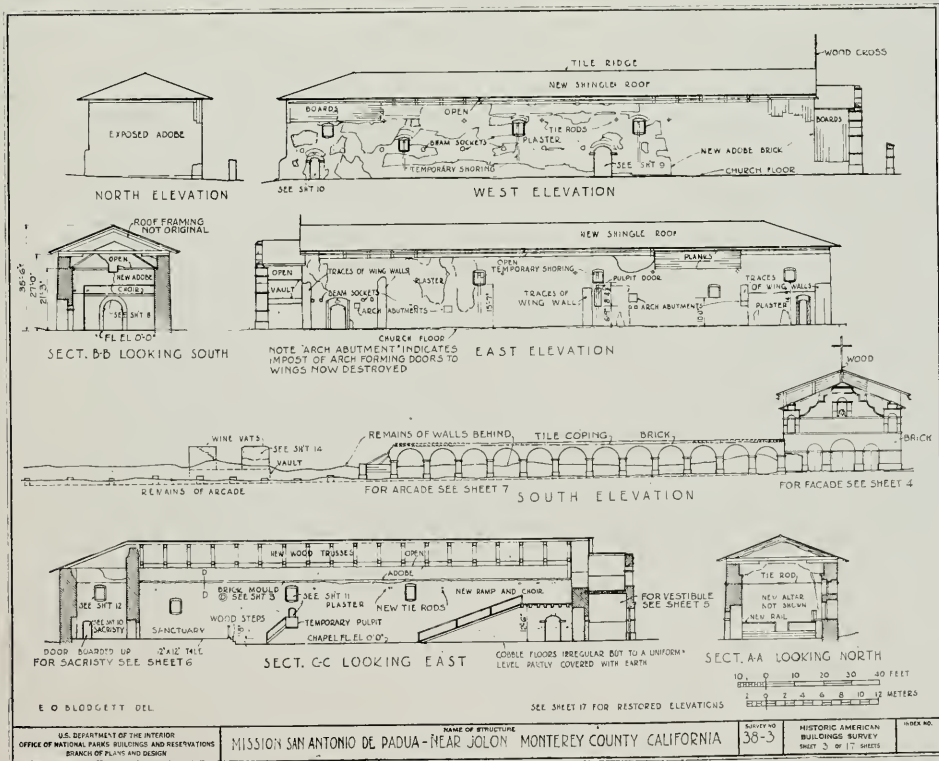 WOOD CROSS
TILE RIDGE
NEW SHINGLE ROOF
EXPOSED ADOBE
BOARDS
OPEN
TIE RODS
BEAM SOCKETS
PLASTER
TEMPORARY SHORING
BOARDS
NEW ADOBE BRICK
SEE SHT 9
CHURCH FLOOR
SEE SHT 10
NORTH ELEVATION
WEST ELEVATION
ROOF FRAMING
NOT ORIGINAL
OPEN
NEW ADOBE
CHOIR
SEE SHT 8
38'-6"
27'-0"
21'-3"
FL EL 0'-0"
SECT. B-B LOOKING SOUTH
NEW SHINGLE ROOF
OPEN
VAULT
TRACES OF WING WALLS
PLASTER
BEAM SOCKETS
ARCH ABUTMENTS
15'-9"
OPEN
TEMPORARY SHORING
PULPIT DOOR
PLANKS
TRACES OF
WING WALL
ARCH ABUTMENTS
TRACES
OF WING WALLS
PLASTER
CHURCH FLOOR
EAST ELEVATION
NOTE "ARCH ABUTMENT" INDICATES
IMPOST OF ARCH FORMING DOORS TO
WINGS NOW DESTROYED
WOOD
WINE VATS
SEE SHT 14
VAULT
REMAINS OF WALLS BEHIND
TILE COPING
BRICK
BRICK
REMAINS OF ARCADE
FOR ARCADE SEE SHEET 7
SOUTH ELEVATION
FOR FACADE SEE SHEET 4
NEW WOOD TRUSSES
OPEN
ADOBE
BRICK MOULD
SEE SHT 3
SEE SHT 11
PLASTER
NEW TIE RODS
NEW RAMP AND CHOIR
SEE SHT 12
SEE SHT 10
SACRISTY
SANCTUARY
WOOD STEPS
TEMPORARY PULPIT
CHAPEL FL. EL 0'-0"
FOR VESTIBULE
SEE SHEET 5
TIE ROD
NEW ALTAR
NOT SHOWN
NEW RAIL
DOOR BOARDED UP
12"x12" TILE
FOR SACRISTY SEE SHEET 6
SECT. C-C LOOKING EAST
COBBLE FLOORS IRREGULAR BUT TO A UNIFORM
LEVEL PARTLY COVERED WITH EARTH
SECT. A-A LOOKING NORTH
10 0 10 20 30 40 FEET
2 0 2 4 6 8 10 12 METERS
E O BLODGETT DEL
SEE SHEET 17 FOR RESTORED ELEVATIONS
U.S. DEPARTMENT OF THE INTERIOR
OFFICE OF NATIONAL PARKS BUILDINGS AND RESERVATIONS
BRANCH OF PLANS AND DESIGN
NAME OF STRUCTURE
MISSION SAN ANTONIO DE PADUA - NEAR JOLON MONTEREY COUNTY CALIFORNIA
SURVEY NO
38-3
HISTORIC AMERICAN
BUILDINGS SURVEY
SHEET 3 OF 17 SHEETS
INDEX NO.